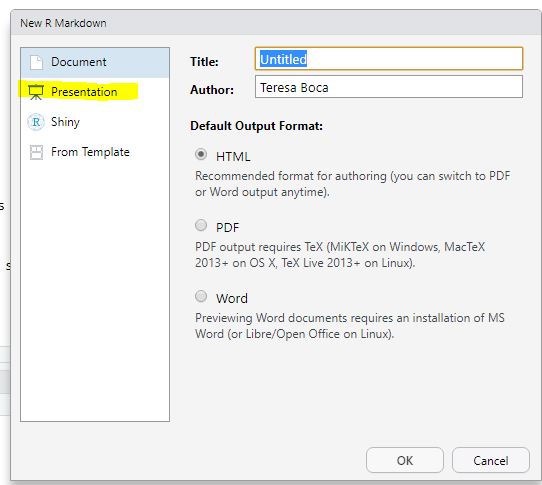 New R Markdown
Document
Presentation
Shiny
From Template
Title: Untitled
Author: Teresa Boca
Default Output Format:
HTML
Recommended format for authoring (you can switch to PDF
or Word output anytime).
PDF
PDF output requires TeX (MiKTeX on Windows, MacTeX
2013+ on OS X, TeX Live 2013+ on Linux).
Word
Previewing Word documents requires an installation of MS
Word (or Libre/Open Office on Linux).
OK Cancel